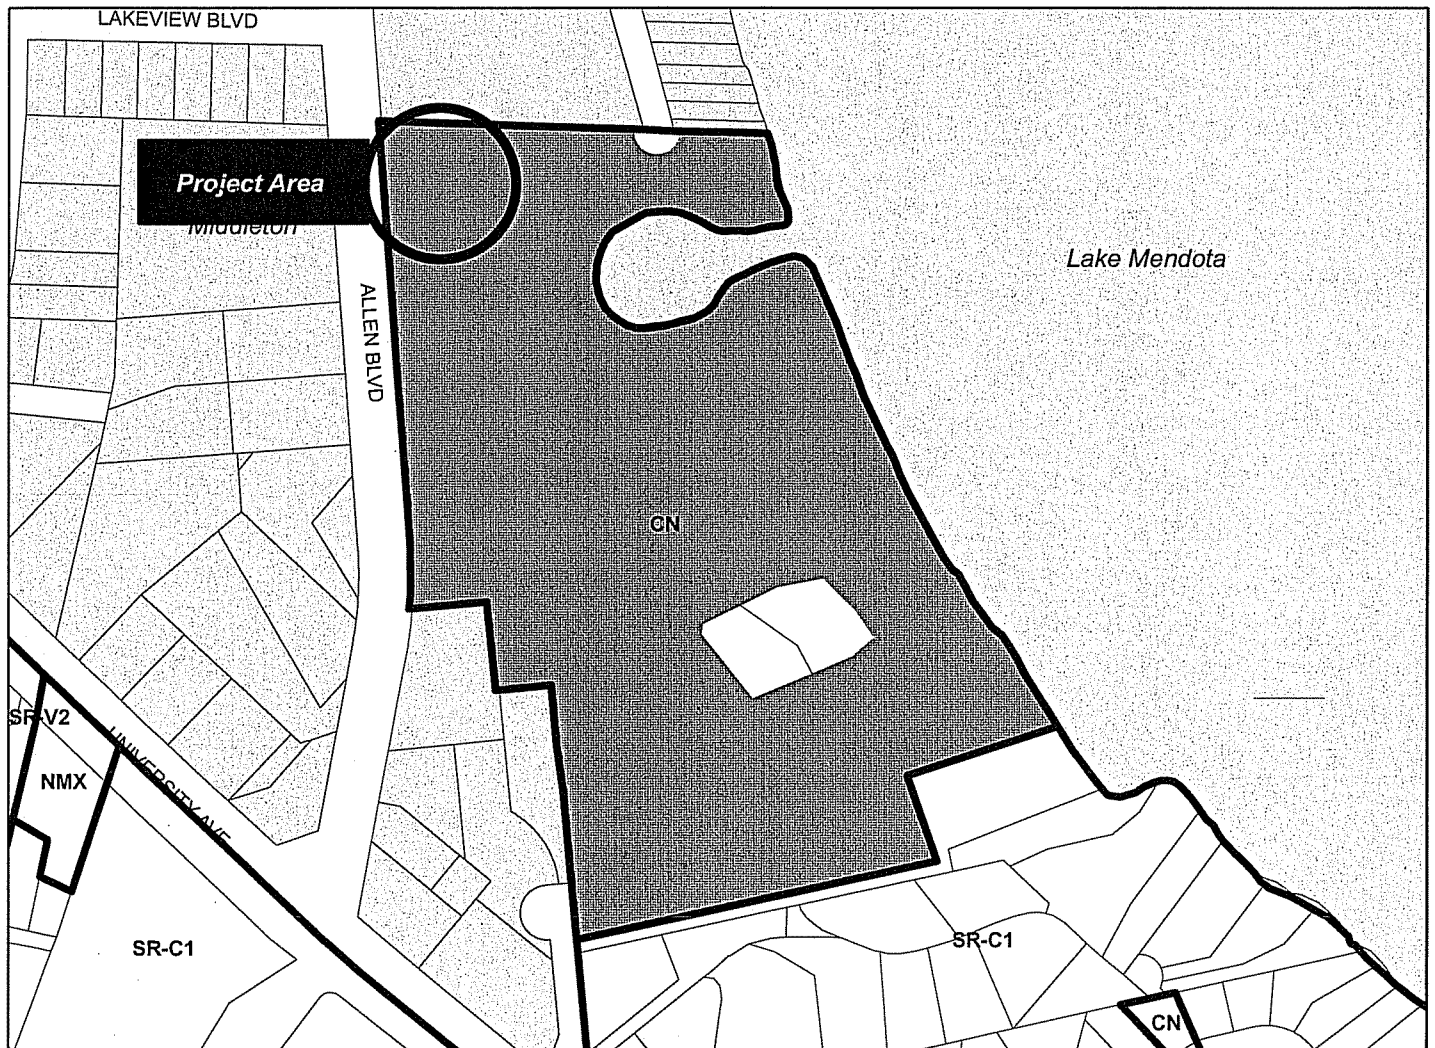 LAKEVIEW BLVD
Project Area
Middleton
Lake Mendota
ALLEN BLVD
CN
SR-V2
UNIVERSITY AVE
NMX
SR-C1
SR-C1
CN